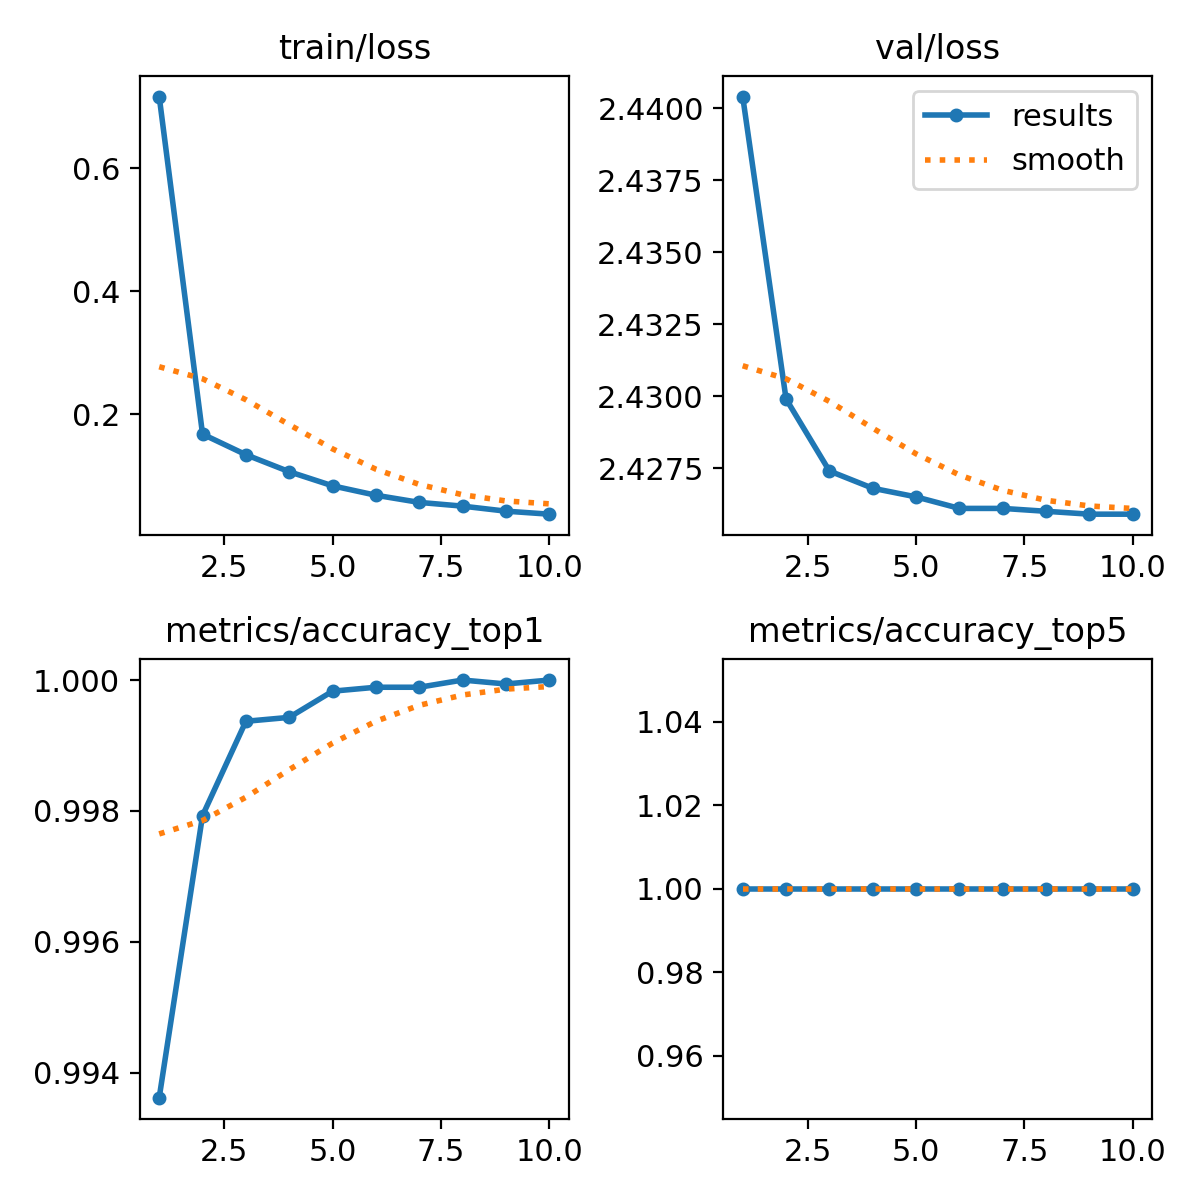 train/loss
0.6
0.4
0.2
2.5 5.0 7.5 10.0
val/loss
results
smooth
2.4400
2.4375
2.4350
2.4325
2.4300
2.4275
2.5 5.0 7.5 10.0
metrics/accuracy_top1
1.000
0.998
0.996
0.994
2.5 5.0 7.5 10.0
metrics/accuracy_top5
1.04
1.02
1.00
0.98
0.96
2.5 5.0 7.5 10.0